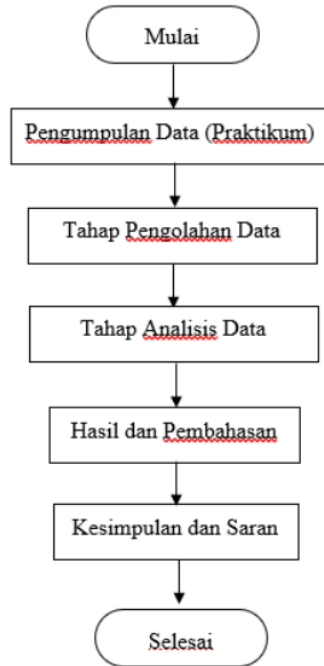 Mulai
Pengumpulan Data (Praktikum)
Tahap Pengolahan Data
Tahap Analisis Data
Hasil dan Pembahasan
Kesimpulan dan Saran
Selesai